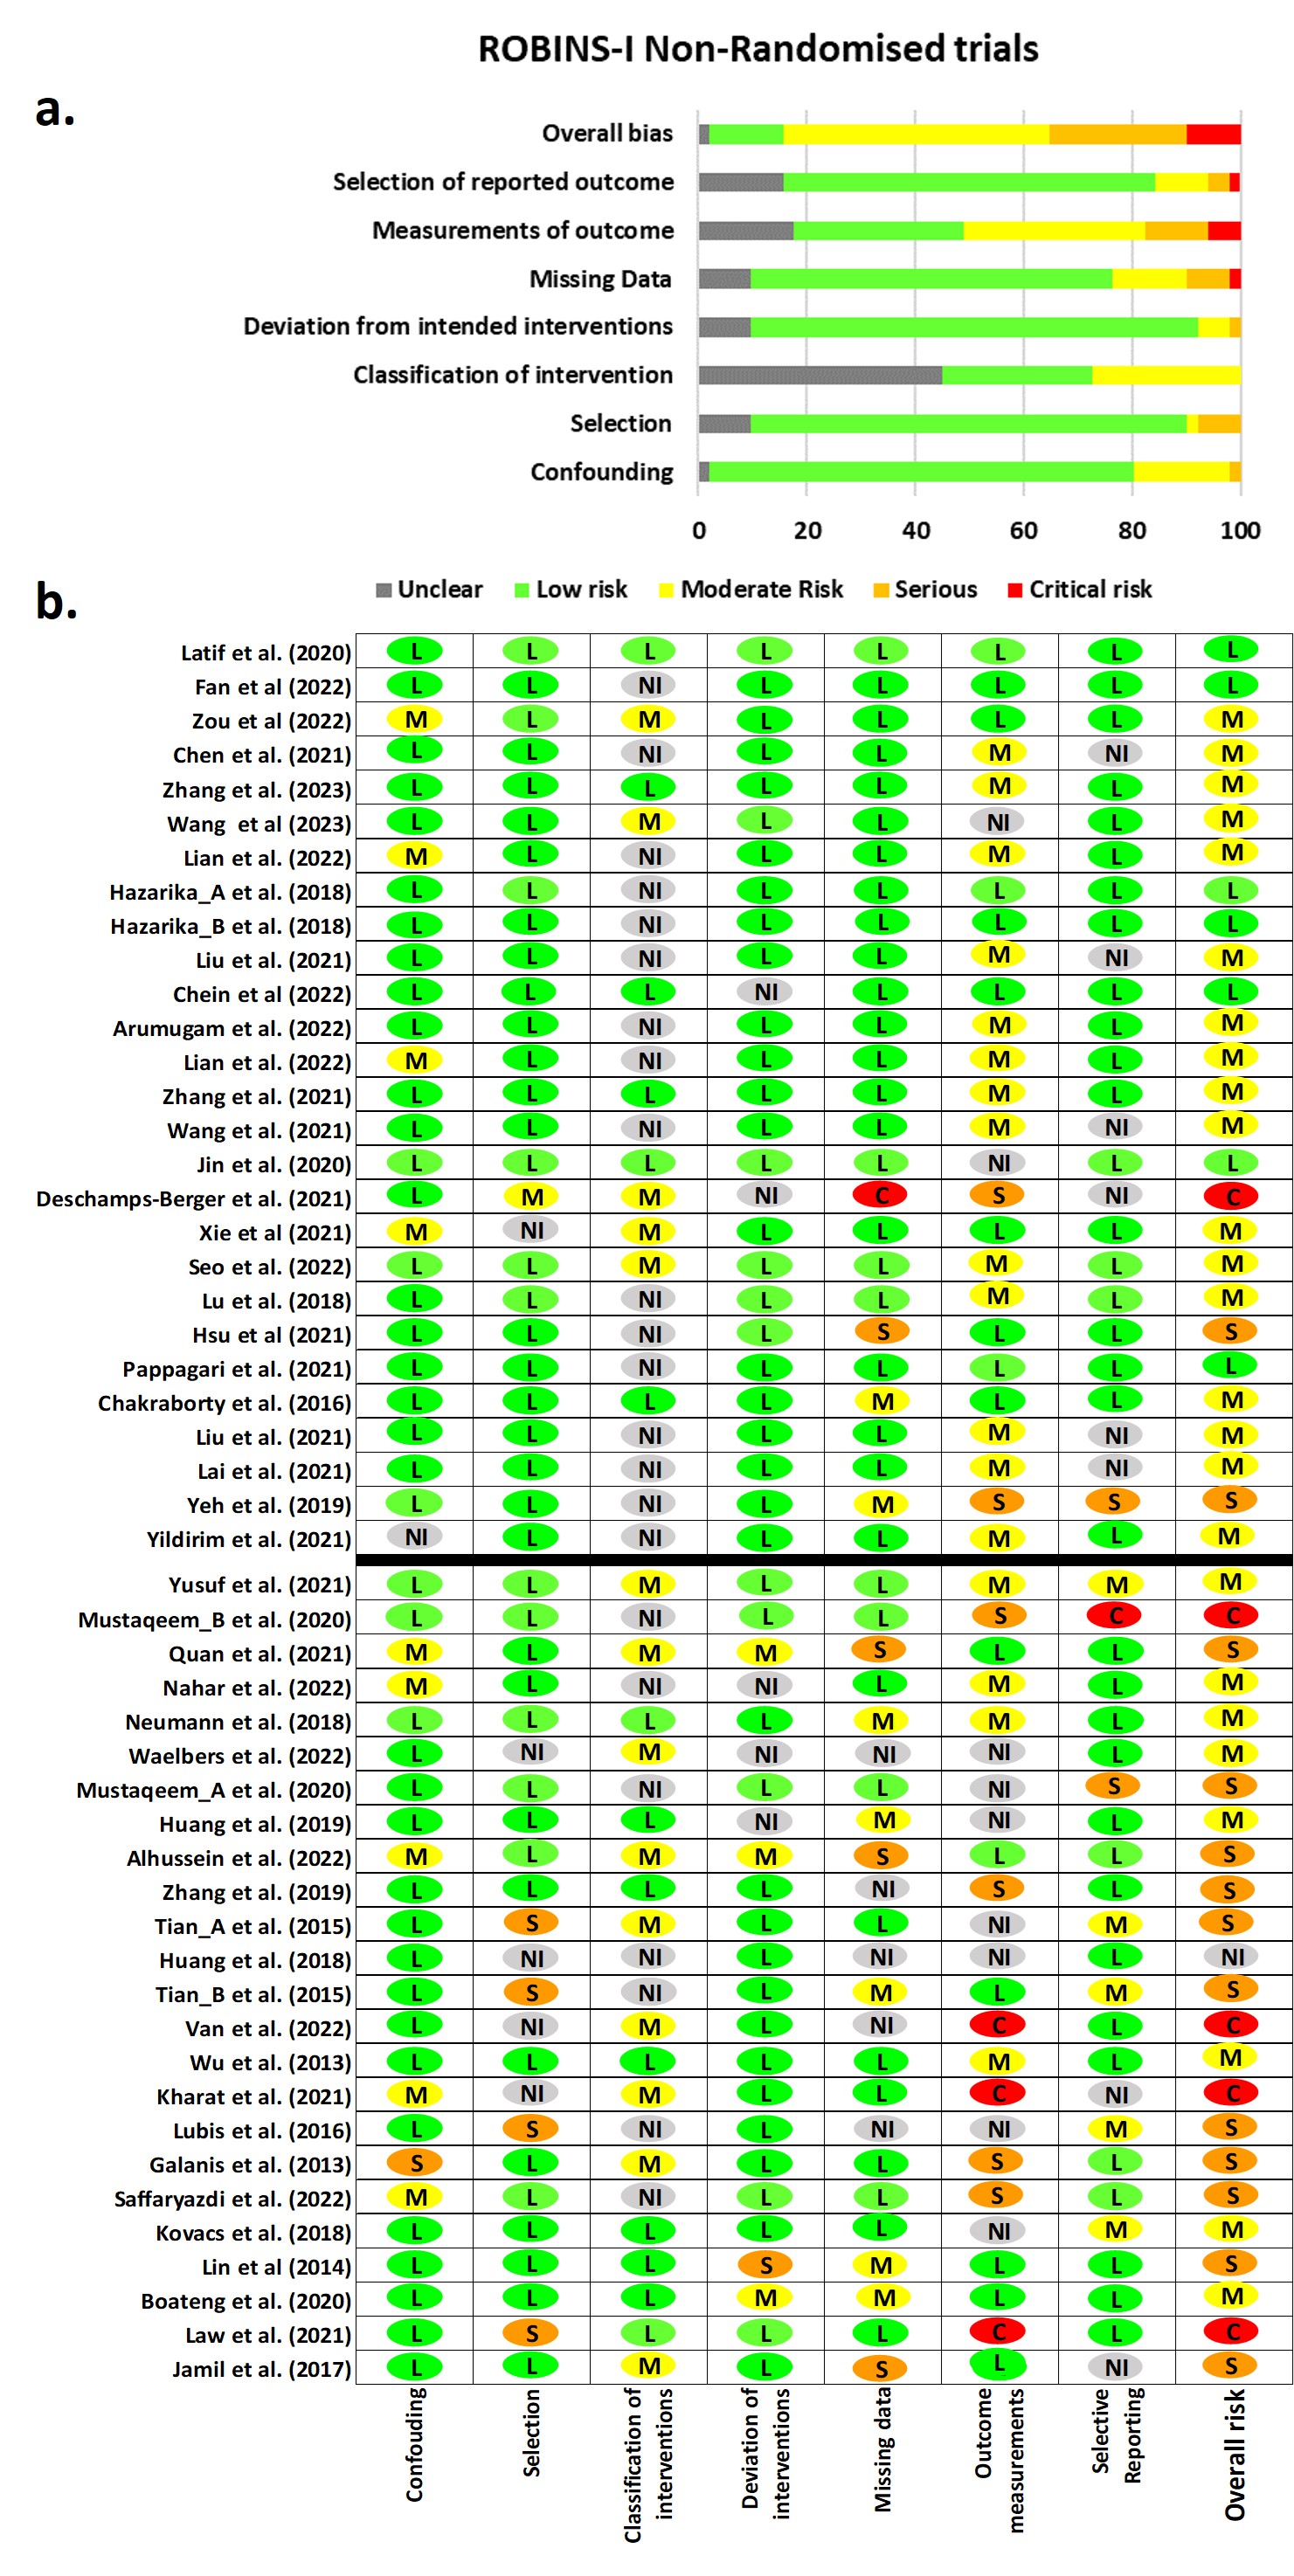 ROBINS-I Non-Randomised trials
a.
Overall bias
Selection of reported outcome
Measurements of outcome
Missing Data
Deviation from intended interventions
Classification of intervention
Selection
Confounding
0 20 40 60 80 100
Unclear Low risk Moderate Risk Serious Critical risk
b.
Latif et al. (2020) L L L L L L L L
Fan et al (2022) L L NI L L L L L
Zou et al (2022) M L M L L L L M
Chen et al. (2021) L L NI L L M NI M
Zhang et al. (2023) L L L L L M L M
Wang et al (2023) L L M L L NI L M
Lian et al. (2022) M L NI L L M L M
Hazarika_A et al. (2018) L L NI L L L L L
Hazarika_B et al. (2018) L L NI L L L L L
Liu et al. (2021) L L NI L L M NI M
Chein et al (2022) L L L NI L L L L
Arumugam et al. (2022) L L NI L L M L M
Lian et al. (2022) M L NI L L M L M
Zhang et al. (2021) L L L L L M L M
Wang et al. (2021) L L NI L L M NI M
Jin et al. (2020) L L L L L NI L L
Deschamps-Berger et al. (2021) L M M NI C S NI C
Xie et al (2021) M NI M L L L L M
Seo et al. (2022) L L M L L M L M
Lu et al. (2018) L L NI L L M L M
Hsu et al (2021) L L NI L S L L S
Pappagari et al. (2021) L L NI L L L L L
Chakraborty et al. (2016) L L L L M L L M
Liu et al. (2021) L L NI L L M NI M
Lai et al. (2021) L L NI L L M NI M
Yeh et al. (2019) L L NI L M S S S
Yildirim et al. (2021) NI L NI L L M L M
Yusuf et al. (2021) L L M L L M M M
Mustaqeem_B et al. (2020) L L NI L L S C C
Quan et al. (2021) M L M M S L L S
Nahar et al. (2022) M L NI NI L M L M
Neumann et al. (2018) L L L L M M L M
Waelbers et al. (2022) L NI M NI NI NI L M
Mustaqeem_A et al. (2020) L L NI L L NI S S
Huang et al. (2019) L L L NI M NI L M
Alhussein et al. (2022) M L M M S L L S
Zhang et al. (2019) L L L L NI S L S
Tian_A et al. (2015) L S M L L NI M S
Huang et al. (2018) L NI NI L NI NI L NI
Tian_B et al. (2015) L S NI L M L M S
Van et al. (2022) L NI M L NI C L C
Wu et al. (2013) L L L L L M L M
Kharat et al. (2021) M NI M L L C NI C
Lubis et al. (2016) L S NI L NI NI M S
Galanis et al. (2013) S L M L L S L S
Saffaryazdi et al. (2022) M L NI L L S L S
Kovacs et al. (2018) L L L L L NI M M
Lin et al (2014) L L L S M L L S
Boateng et al. (2020) L L L M M L L M
Law et al. (2021) L S L L L C L C
Jamil et al. (2017) L L M L S L NI S
Confouding
Selection
Classification of
interventions
Deviation of
interventions
Missing data
Outcome
measurements
Selective
Reporting
Overall risk